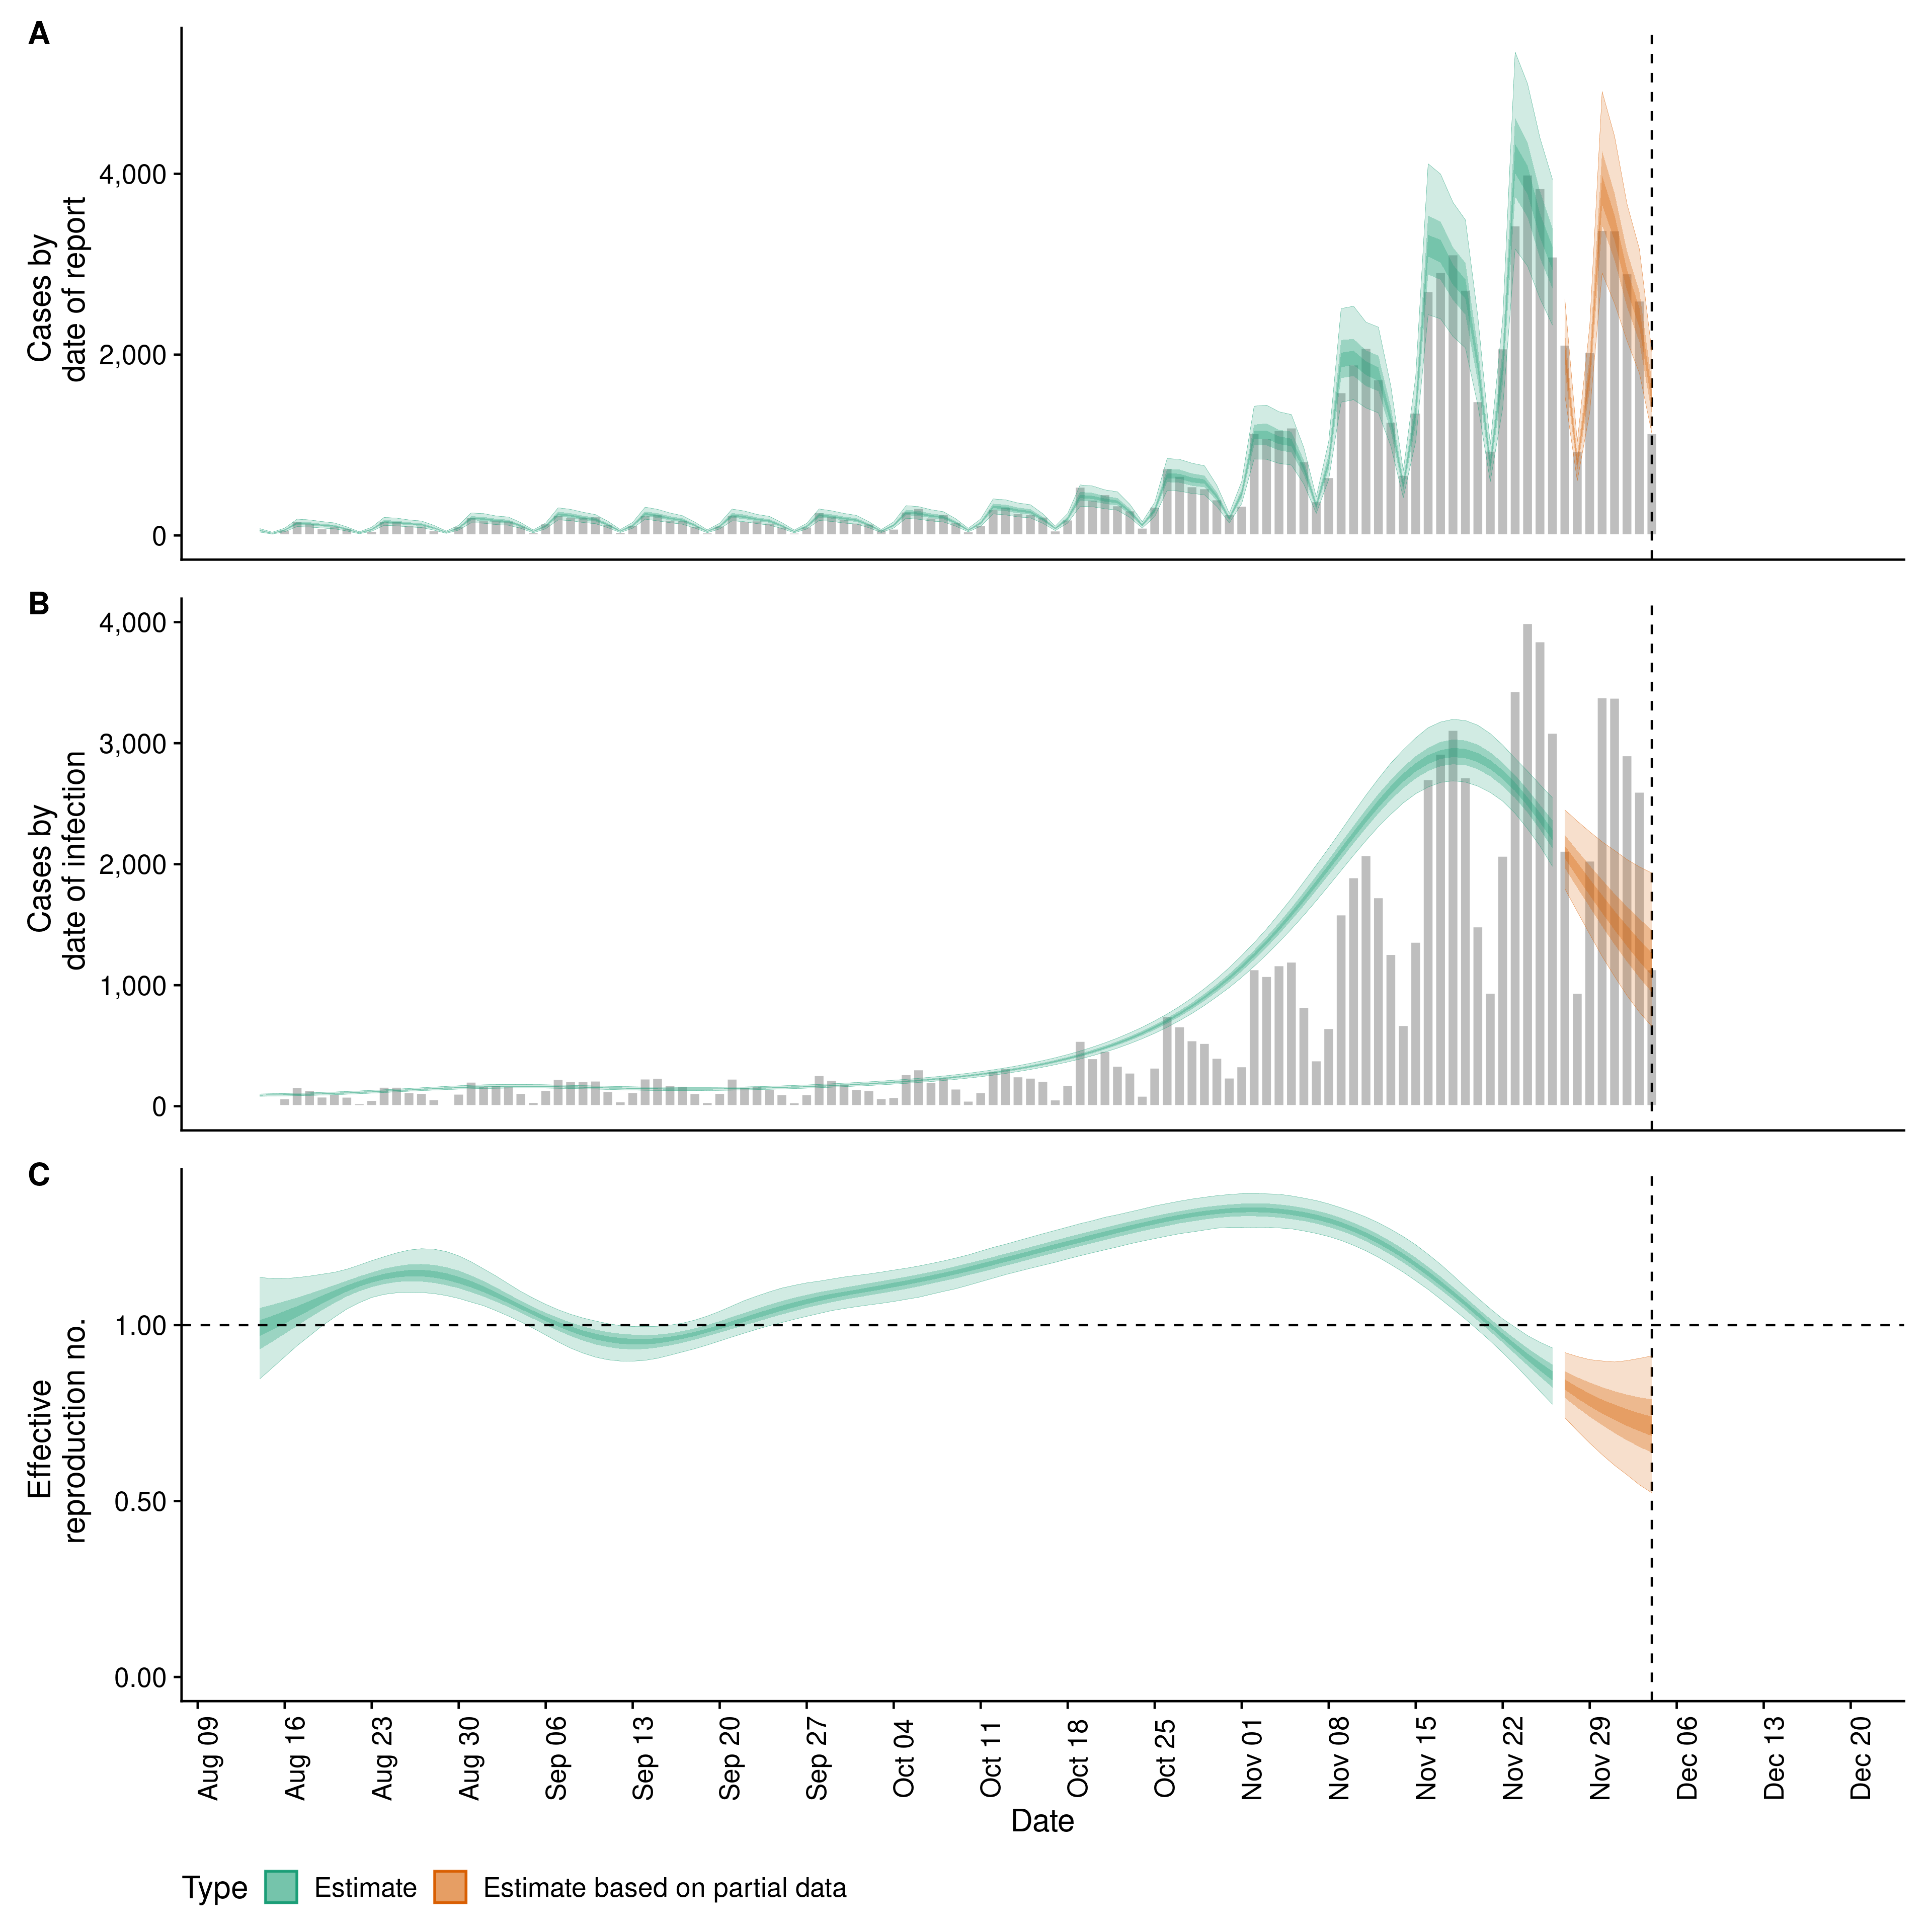 A
Cases by
date of report
4,000
2,000
0
B
Cases by
date of infection
4,000
3,000
2,000
1,000
0
C
Effective
reproduction no.
1.00
0.50
0.00
Aug 09
Aug 16
Aug 23
Aug 30
Sep 06
Sep 13
Sep 20
Sep 27
Oct 04
Oct 11
Oct 18
Oct 25
Nov 01
Nov 08
Nov 15
Nov 22
Nov 29
Dec 06
Dec 13
Dec 20
Date
Type Estimate Estimate based on partial data